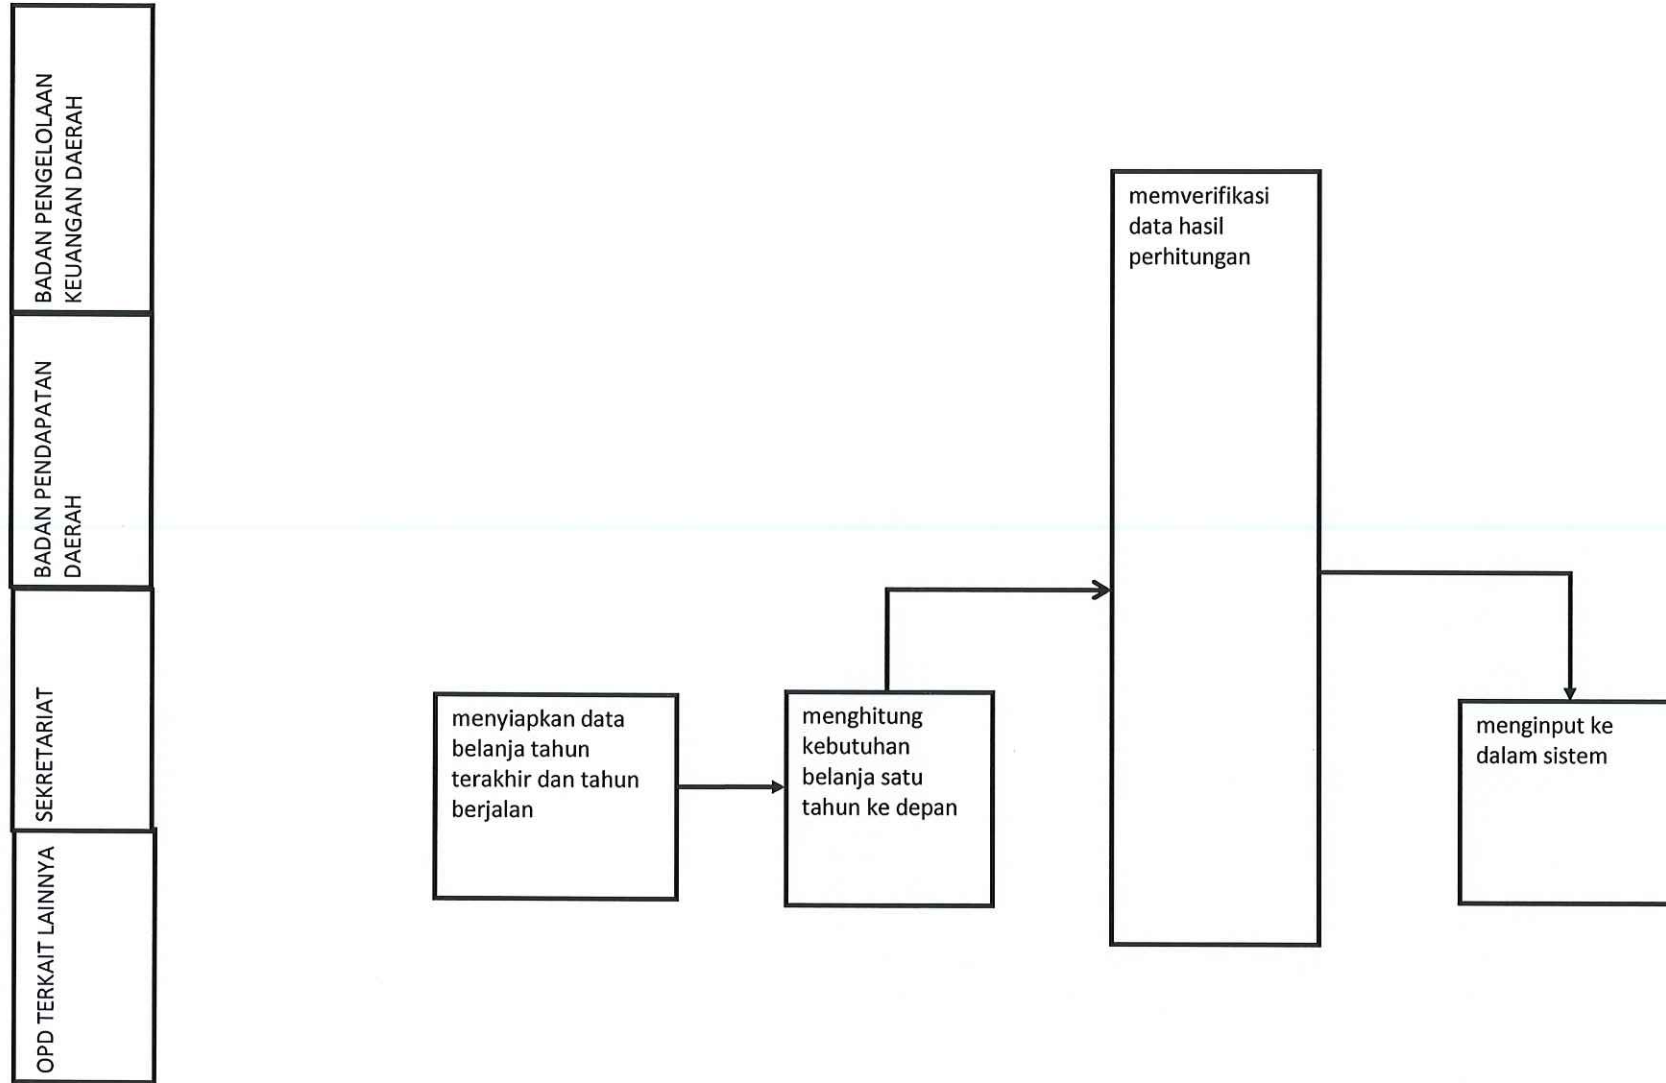 BADAN PENGELOLAAN
KEUANGAN DAERAH
BADAN PENDAPATAN
DAERAH
SEKRETARIAT
OPD TERKAIT LAINNYA
menyiapkan data
belanja tahun
terakhir dan tahun
berjalan
menghitung
kebutuhan
belanja satu
tahun ke depan
memverifikasi
data hasil
perhitungan
menginput ke
dalam sistem